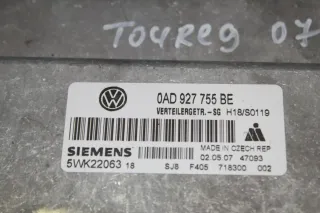 TOUREG 07
0AD 927 755 BE
VERTEILERGETR.-SG H18/S0119
SIEMENS
MADE IN CZECH REP
5WK22063 18
02.05.07 47093
SJ8 F405 718300 002